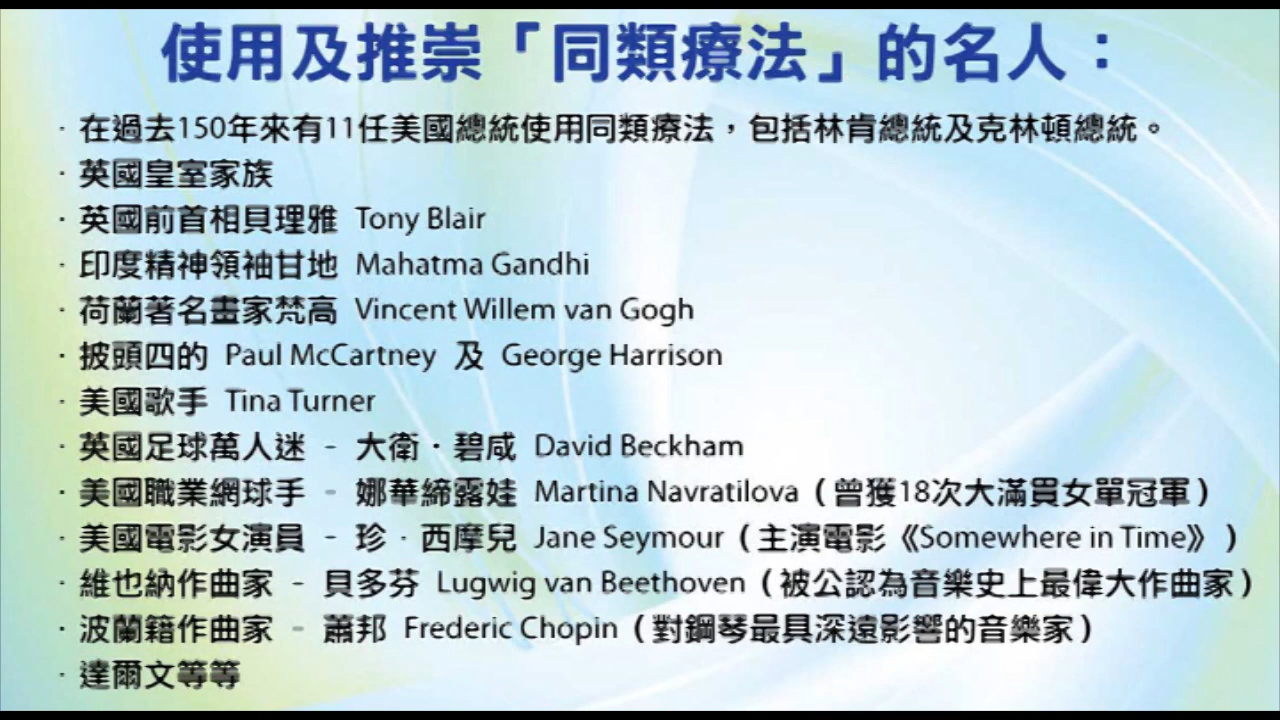 使用及推崇「同類療法」的名人：
· 在過去150年來有11任美國總統使用同類療法，包括林肯總統及克林頓總統。
· 英國皇室家族
· 英國前首相貝理雅 Tony Blair
· 印度精神領袖甘地 Mahatma Gandhi
· 荷蘭著名畫家梵高 Vincent Willem van Gogh
· 披頭四的 Paul McCartney 及 George Harrison
· 美國歌手 Tina Turner
· 英國足球萬人迷 - 大衛·碧咸 David Beckham
· 美國職業網球手 - 娜華締露娃 Martina Navratilova（曾獲18次大滿貫女單冠軍）
· 美國電影女演員 - 珍·西摩兒 Jane Seymour（主演電影《Somewhere in Time》）
· 維也納作曲家 - 貝多芬 Lugwig van Beethoven（被公認為音樂史上最偉大作曲家）
· 波蘭籍作曲家 - 蕭邦 Frederic Chopin（對鋼琴最具深遠影響的音樂家）
· 達爾文等等